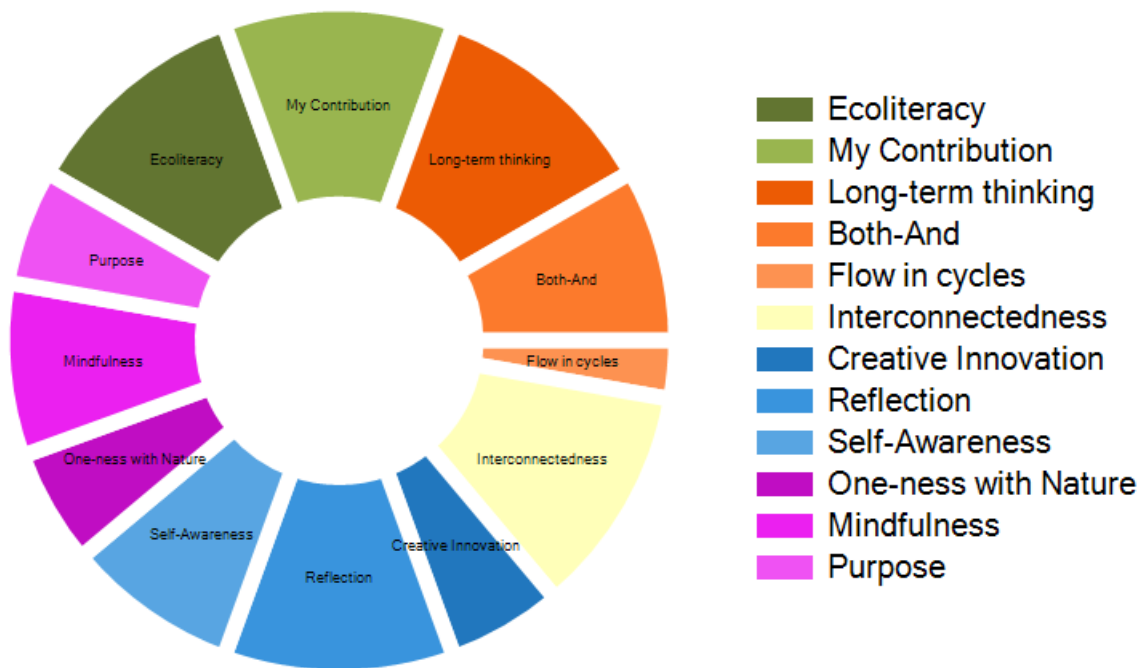 My Contribution
Ecoliteracy
Long-term thinking
Purpose
Both-And
Mindfulness
Flow in cycles
One-ness with Nature
Interconnectedness
Self-Awareness
Creative Innovation
Reflection
Ecoliteracy
My Contribution
Long-term thinking
Both-And
Flow in cycles
Interconnectedness
Creative Innovation
Reflection
Self-Awareness
One-ness with Nature
Mindfulness
Purpose